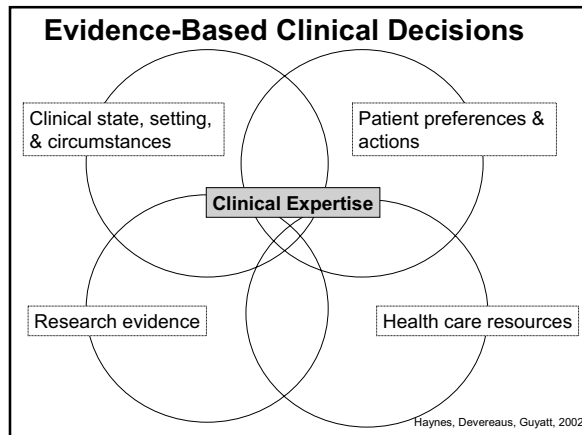 Evidence-Based Clinical Decisions
Clinical state, setting,
& circumstances
Patient preferences &
actions
Clinical Expertise
Research evidence
Health care resources
Haynes, Devereaus, Guyatt, 2002